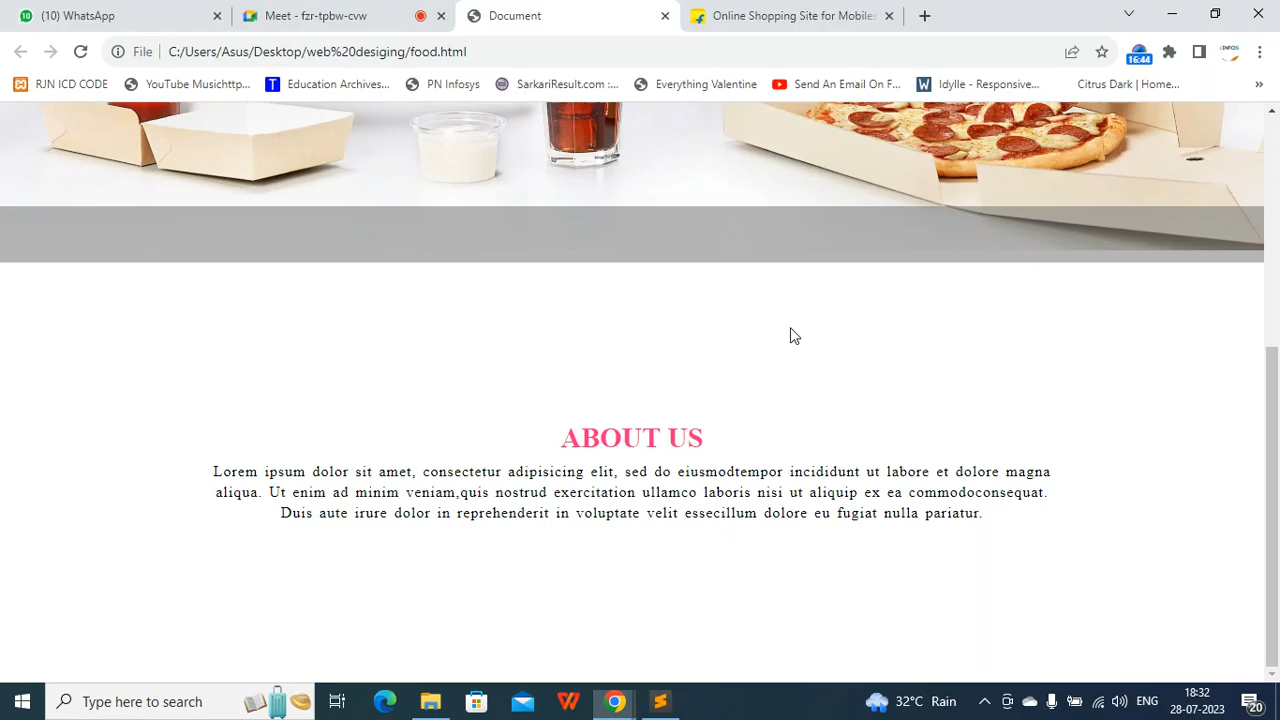 (10) WhatsApp
Meet - fzr-tpbw-cvw
Document
Online Shopping Site for Mobiles
File
C:/Users/Asus/Desktop/web%20desiging/food.html
16:44
RJN ICD CODE
YouTube Musichttp...
Education Archives...
PN Infosys
SarkariResult.com :...
Everything Valentine
Send An Email On F...
Idylle - Responsive...
Citrus Dark | Home...
ABOUT US
Lorem ipsum dolor sit amet, consectetur adipisicing elit, sed do eiusmodtempor incididunt ut labore et dolore magna
aliqua. Ut enim ad minim veniam,quis nostrud exercitation ullamco laboris nisi ut aliquip ex ea commodoconsequat.
Duis aute irure dolor in reprehenderit in voluptate velit essecillum dolore eu fugiat nulla pariatur.
Type here to search
32°C Rain
ENG
18:32
28-07-2023
20